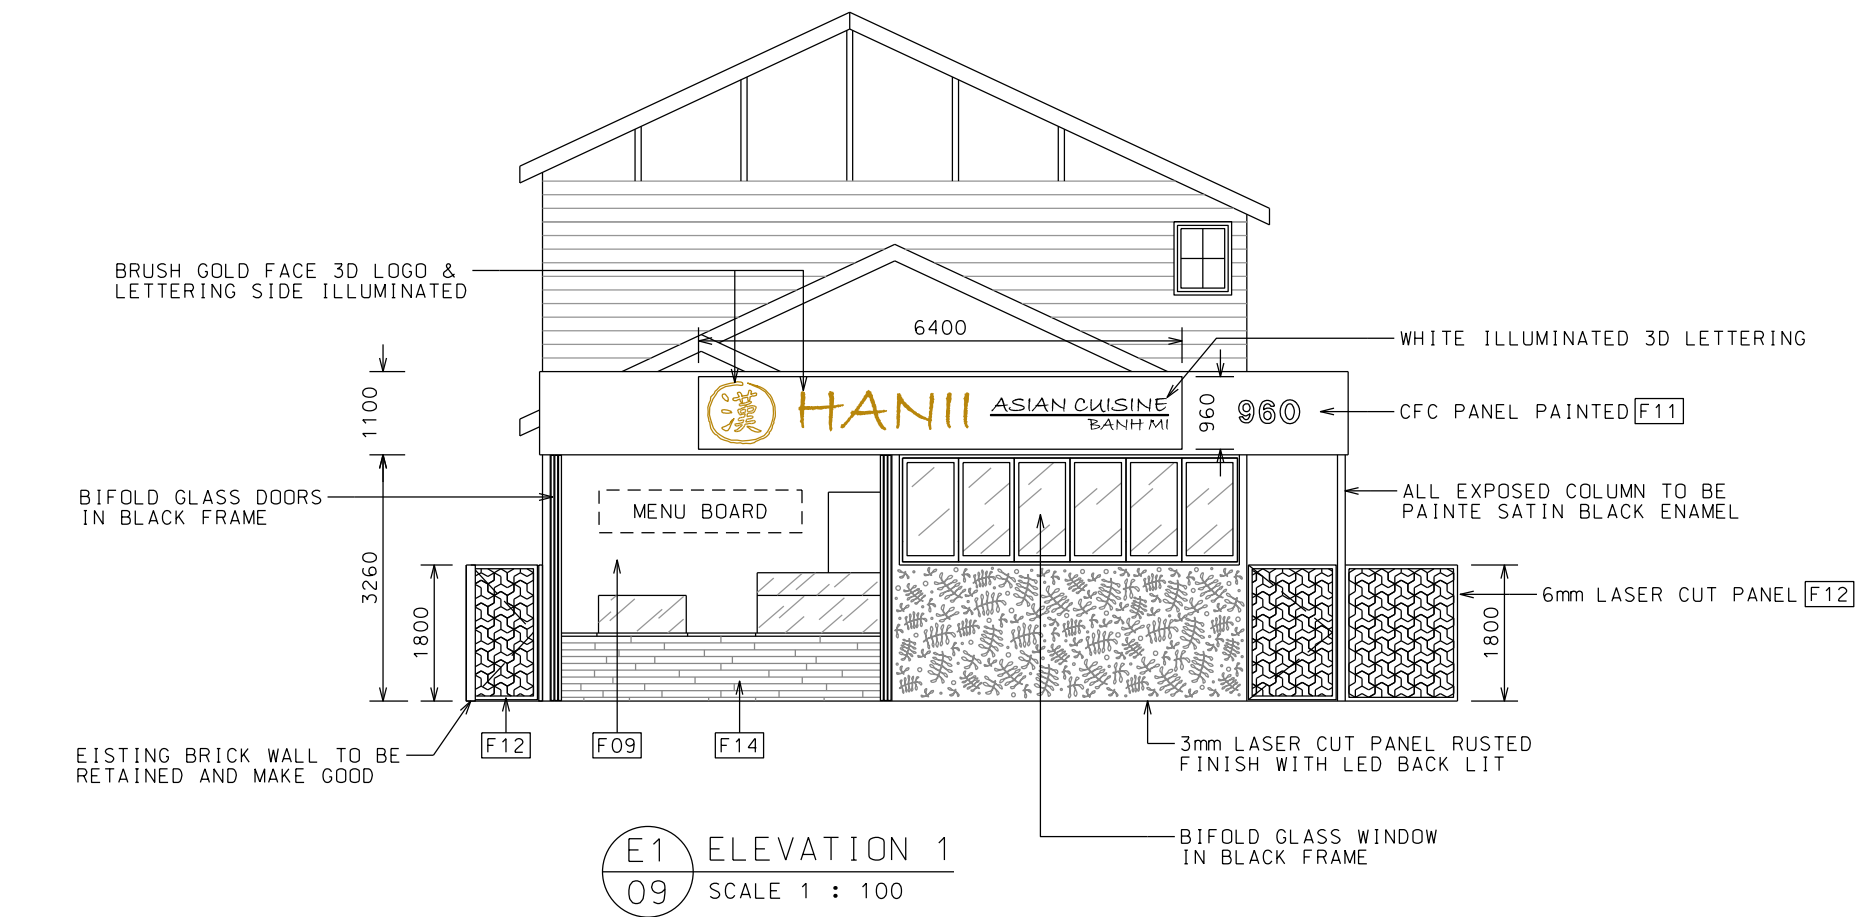 BRUSH GOLD FACE 3D LOGO &
LETTERING SIDE ILLUMINATED
6400
WHITE ILLUMINATED 3D LETTERING
1100
漢
HANII
ASIAN CUISINE
BANH MI
960
960
CFC PANEL PAINTED F11
BIFOLD GLASS DOORS
IN BLACK FRAME
MENU BOARD
ALL EXPOSED COLUMN TO BE
PAINTE SATIN BLACK ENAMEL
3260
1800
6mm LASER CUT PANEL F12
1800
F12
F09
F14
EISTING BRICK WALL TO BE
RETAINED AND MAKE GOOD
3mm LASER CUT PANEL RUSTED
FINISH WITH LED BACK LIT
BIFOLD GLASS WINDOW
IN BLACK FRAME
E1
09
ELEVATION 1
SCALE 1 : 100